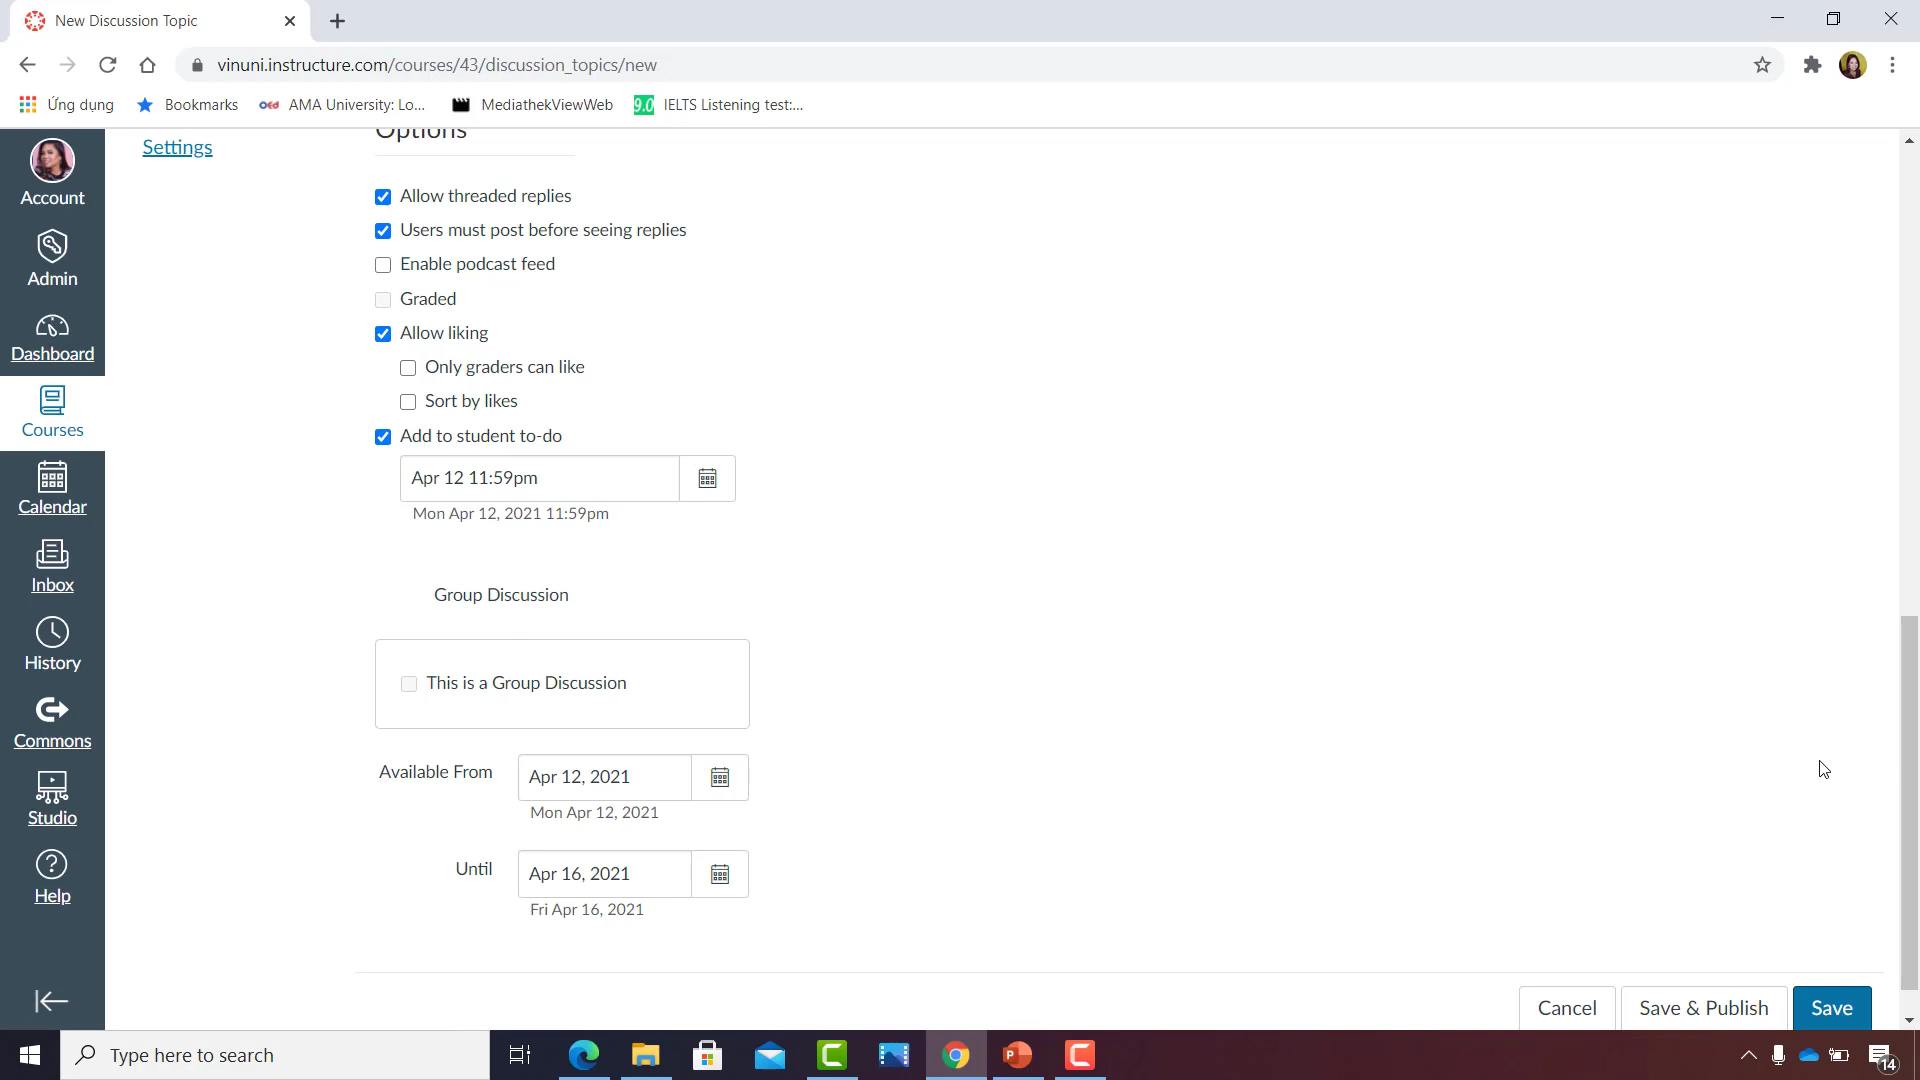 New Discussion Topic
vinuni.instructure.com/courses/43/discussion_topics/new
Ứng dụng
Bookmarks
AMA University: Lo...
MediathekViewWeb
9.0
IELTS Listening test:...
Account
Admin
Dashboard
Courses
Calendar
Inbox
History
Commons
Studio
Help
Settings
Options
Allow threaded replies
Users must post before seeing replies
Enable podcast feed
Graded
Allow liking
Only graders can like
Sort by likes
Add to student to-do
Apr 12 11:59pm
Mon Apr 12, 2021 11:59pm
Group Discussion
This is a Group Discussion
Available From
Apr 12, 2021
Mon Apr 12, 2021
Until
Apr 16, 2021
Fri Apr 16, 2021
Cancel
Save & Publish
Save
Type here to search
14